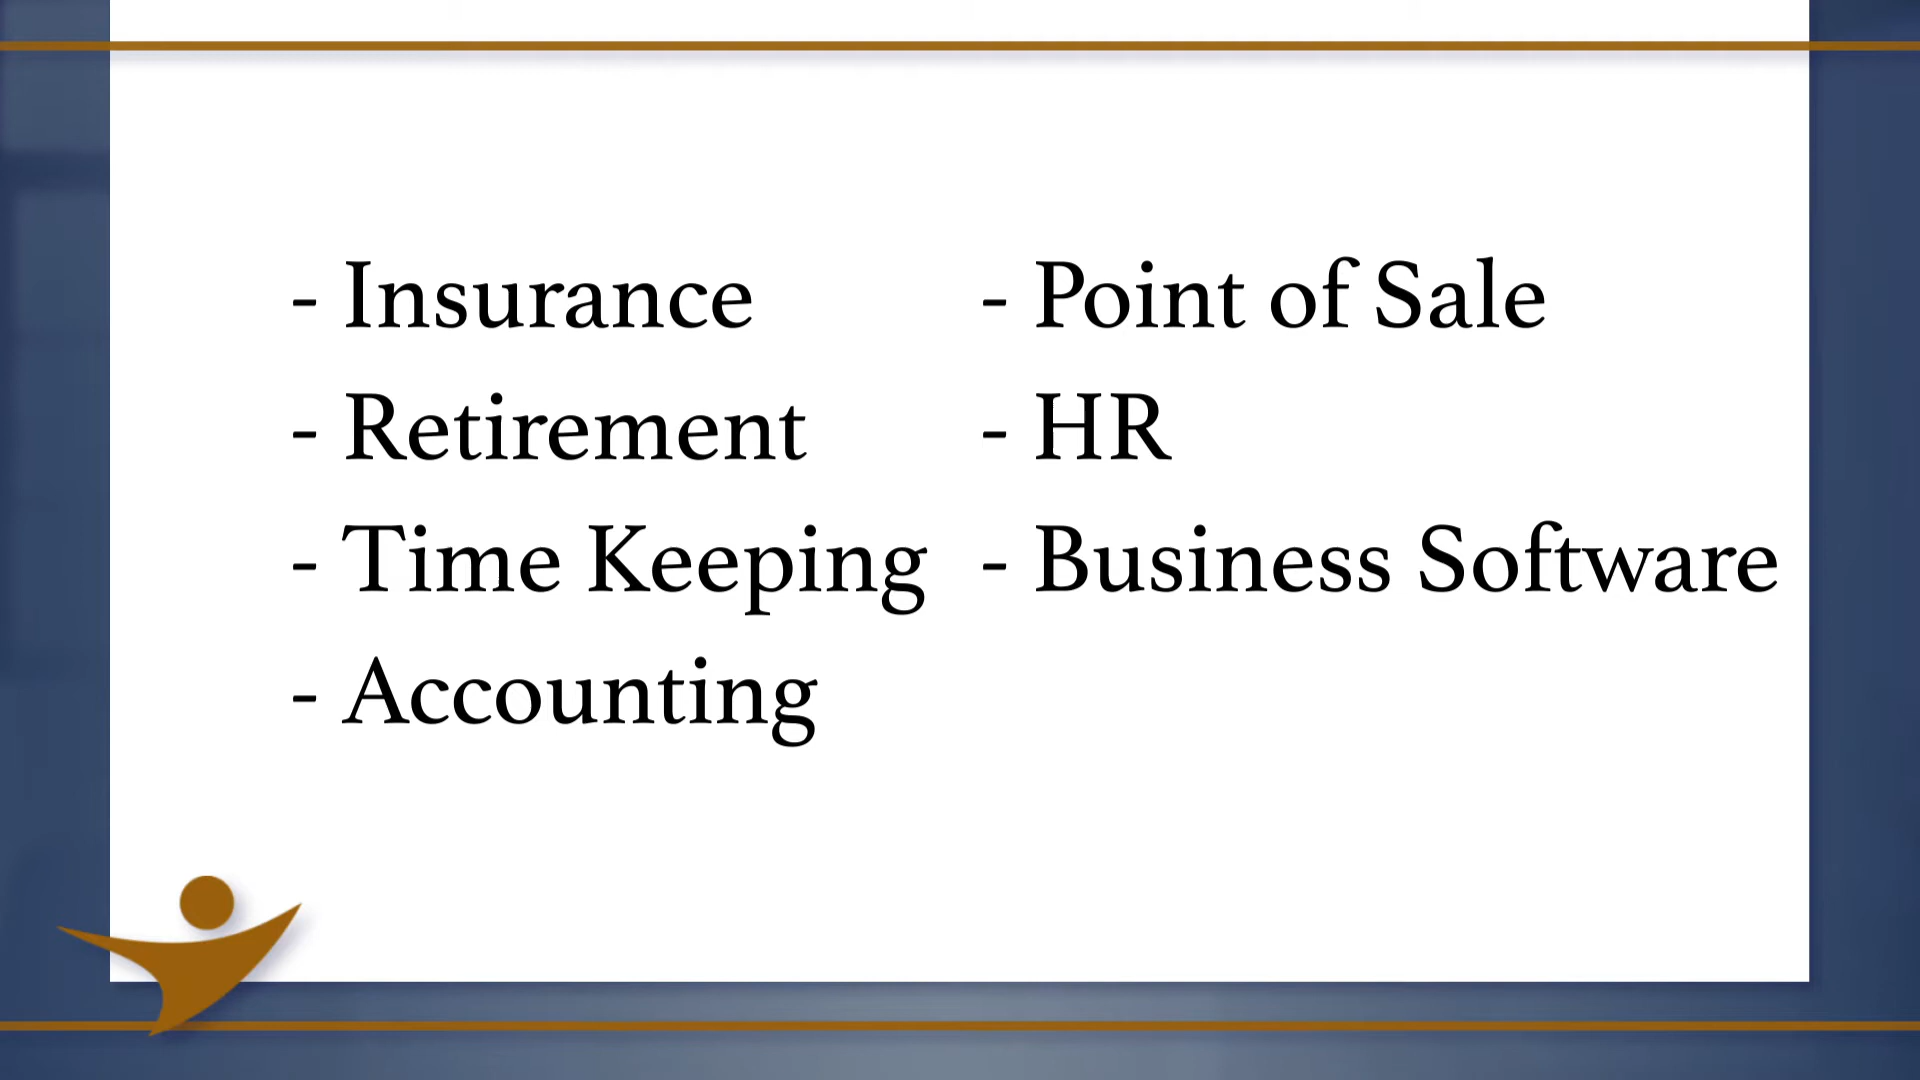 - Insurance
- Retirement
- Time Keeping
- Accounting
- Point of Sale
- HR
- Business Software